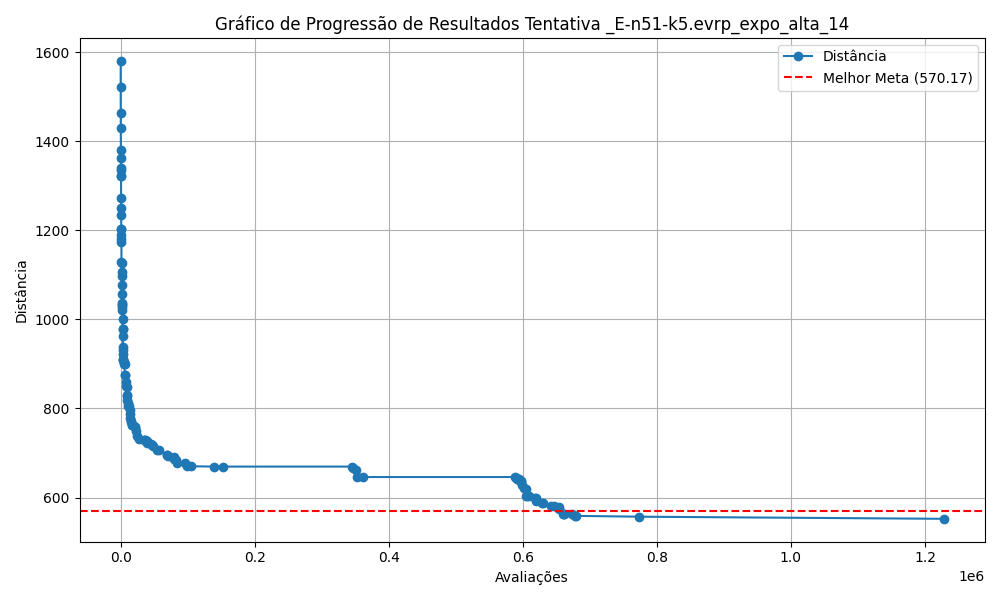 Gráfico de Progressão de Resultados Tentativa _E-n51-k5.evrp_expo_alta_14
Distância
Melhor Meta (570.17)
1600
1400
1200
1000
800
600
Distância
0.0
0.2
0.4
0.6
0.8
1.0
1.2
1e6
Avaliações